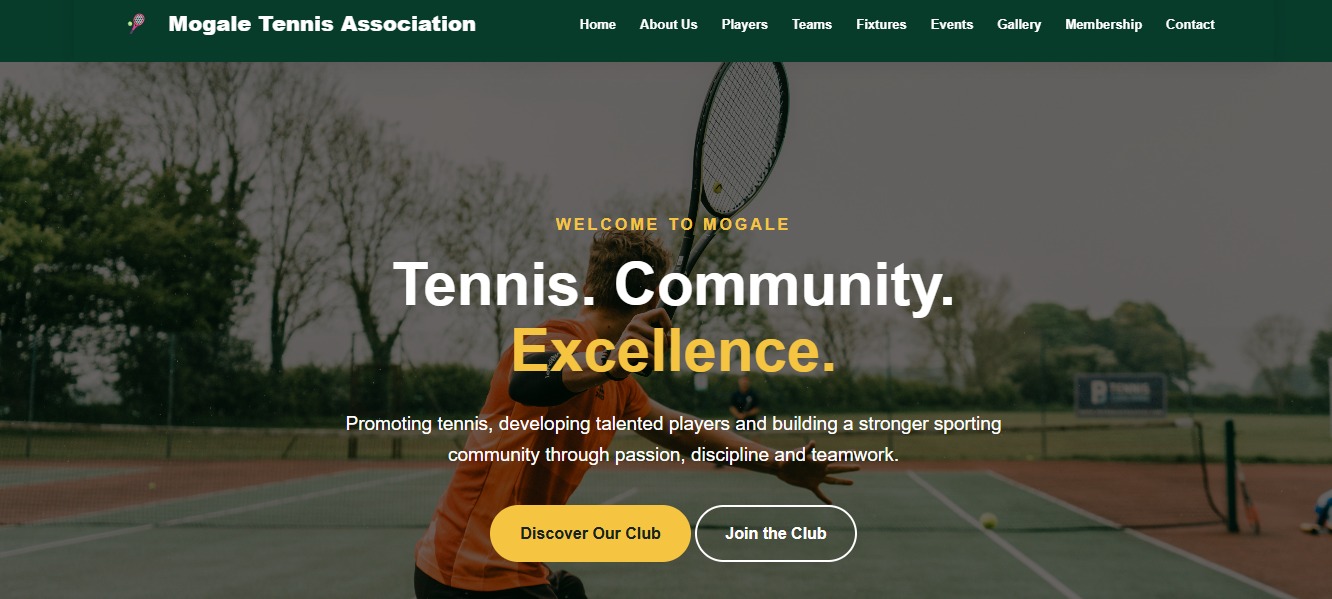 Mogale Tennis Association
Home About Us Players Teams Fixtures Events Gallery Membership Contact
WELCOME TO MOGALE
Tennis. Community.
Excellence.
Promoting tennis, developing talented players and building a stronger sporting
community through passion, discipline and teamwork.
Discover Our Club Join the Club
TENNIS